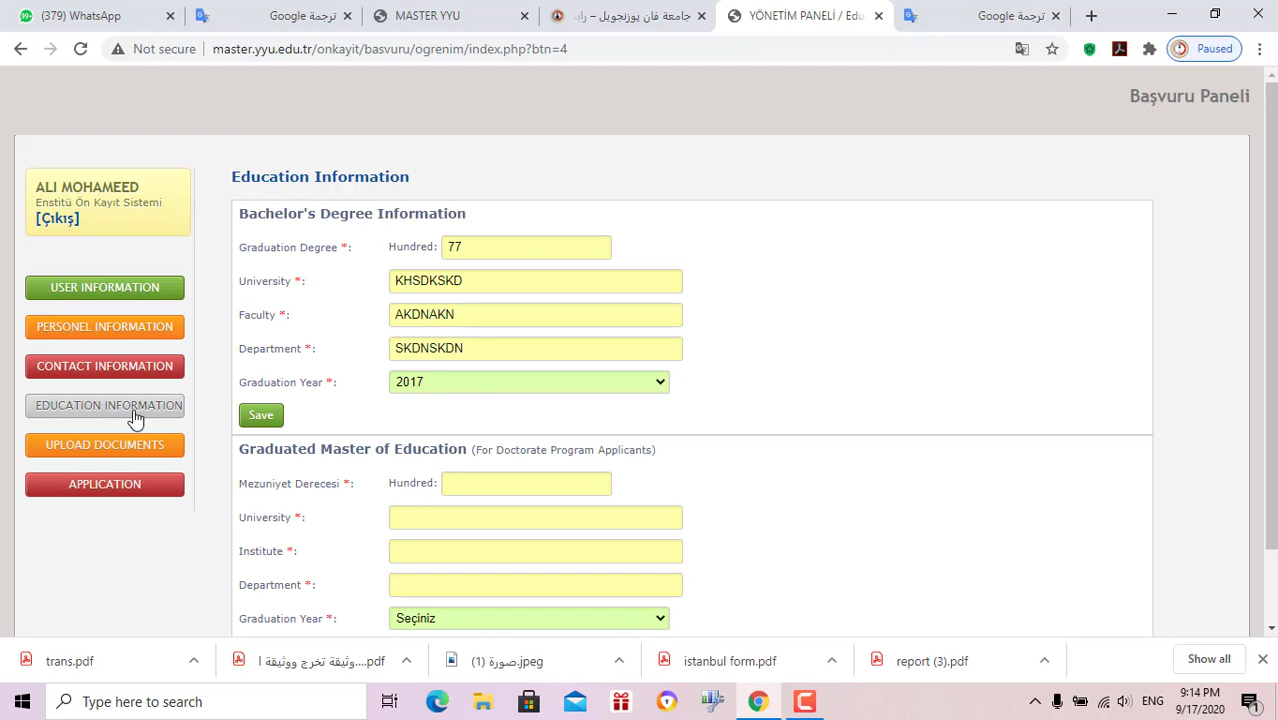 (379) WhatsApp
ترجمة Google
MASTER YYU
جامعة فان يوزنجويل – راب
YÖNETİM PANELİ / Edu
ترجمة Google
Not secure
master.yyu.edu.tr/onkayit/basvuru/ogrenim/index.php?btn=4
Paused
Başvuru Paneli
ALI MOHAMEED
Enstitü Ön Kayıt Sistemi
[Çıkış]
USER INFORMATION
PERSONEL INFORMATION
CONTACT INFORMATION
EDUCATION INFORMATION
UPLOAD DOCUMENTS
APPLICATION
Education Information
Bachelor's Degree Information
Graduation Degree *: Hundred: 77
University *: KHSDKSKD
Faculty *: AKDNAKN
Department *: SKDNSKDN
Graduation Year *: 2017
Save
Graduated Master of Education (For Doctorate Program Applicants)
Mezuniyet Derecesi *: Hundred:
University *:
Institute *:
Department *:
Graduation Year *: Seçiniz
trans.pdf
وثيقة تخرج ووثيقة ا....pdf
صورة (1).jpeg
istanbul form.pdf
report (3).pdf
Show all
Type here to search
ENG
9:14 PM
9/17/2020
1